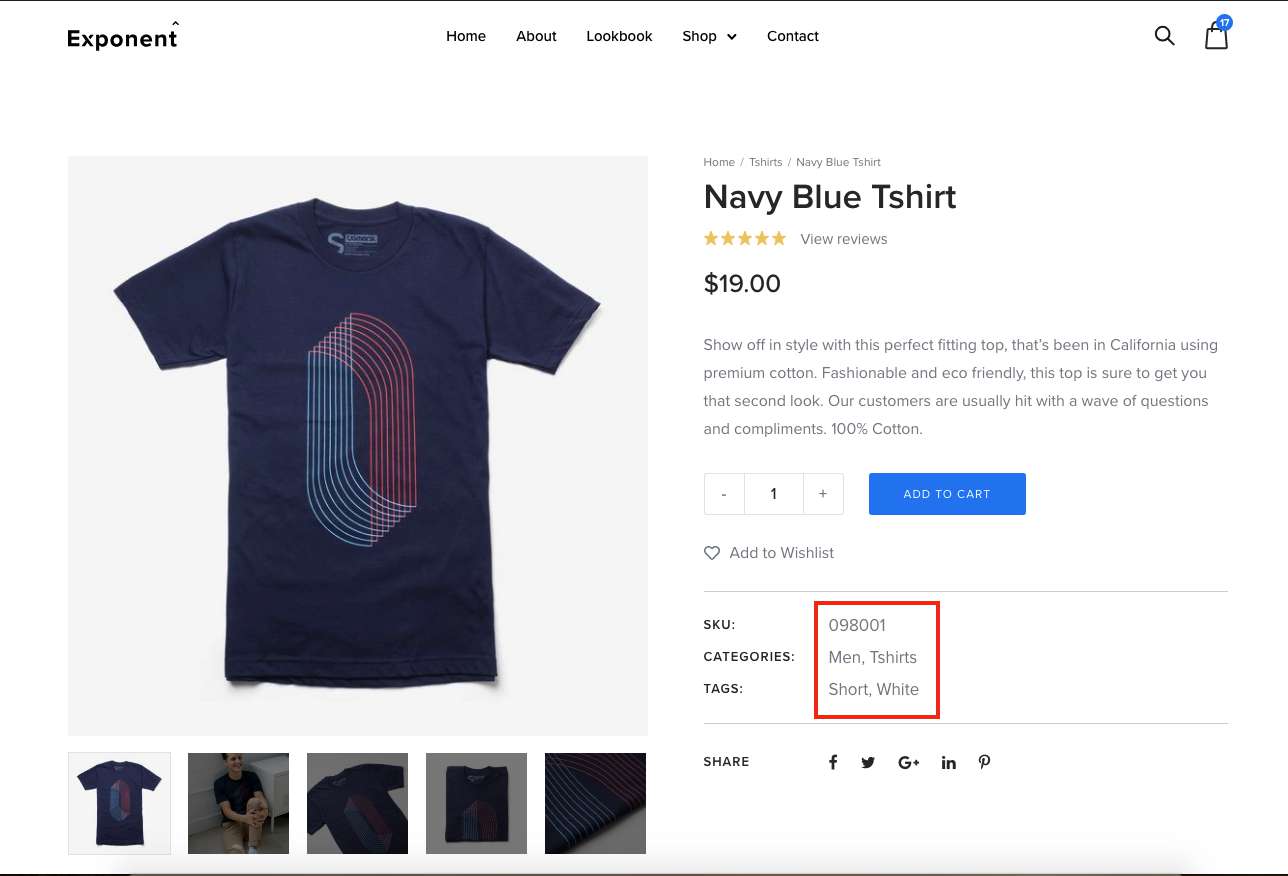 Exponent
Home About Lookbook Shop Contact
17
Home / Tshirts / Navy Blue Tshirt
Navy Blue Tshirt
View reviews
$19.00
Show off in style with this perfect fitting top, that’s been in California using
premium cotton. Fashionable and eco friendly, this top is sure to get you
that second look. Our customers are usually hit with a wave of questions
and compliments. 100% Cotton.
- 1 +
ADD TO CART
Add to Wishlist
SKU: 098001
CATEGORIES: Men, Tshirts
TAGS: Short, White
SHARE